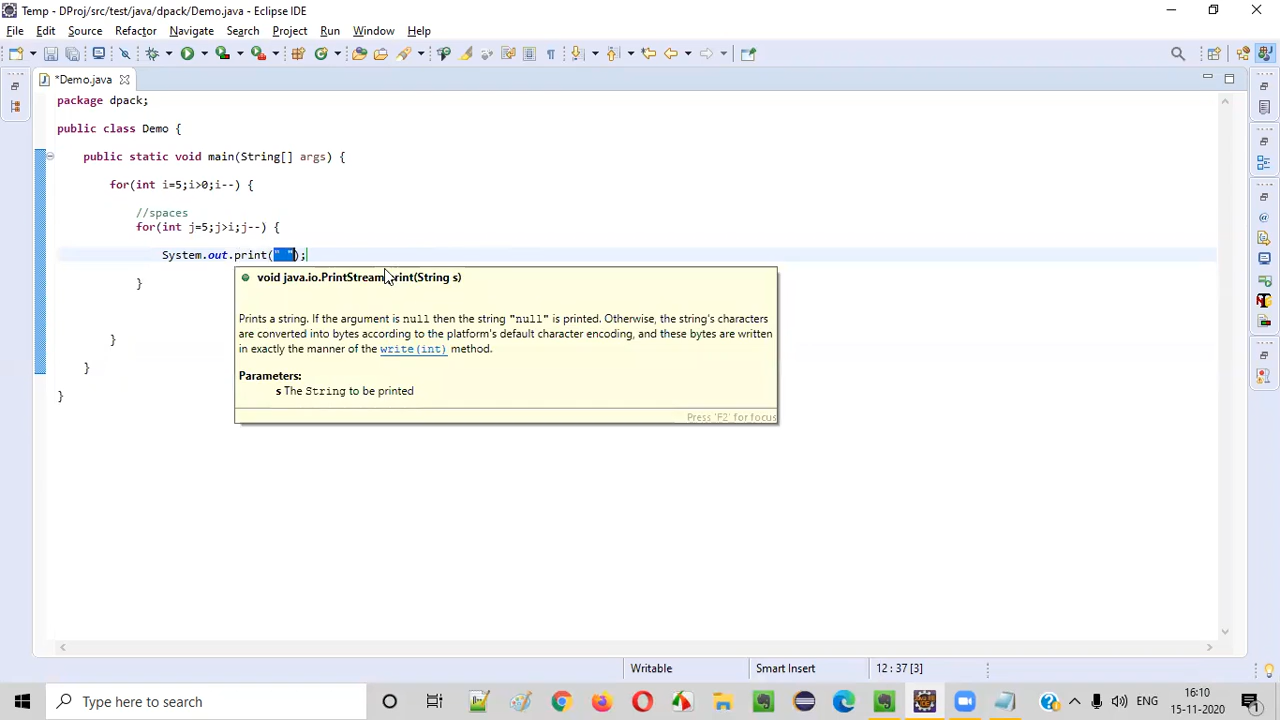 Temp - DProj/src/test/java/dpack/Demo.java - Eclipse IDE
File Edit Source Refactor Navigate Search Project Run Window Help
*Demo.java
package dpack;
public class Demo {
public static void main(String[] args) {
for(int i=5;i>0;i--) {
//spaces
for(int j=5;j>i;j--) {
System.out.print(" ");
void java.io.PrintStream.print(String s)
}
Prints a string. If the argument is null then the string "null" is printed. Otherwise, the string's characters
are converted into bytes according to the platform's default character encoding, and these bytes are written
in exactly the manner of the write(int) method.
}
}
Parameters:
s The String to be printed
}
Press 'F2' for focus
Writable Smart Insert 12 : 37 [3]
Type here to search
ENG
16:10
15-11-2020